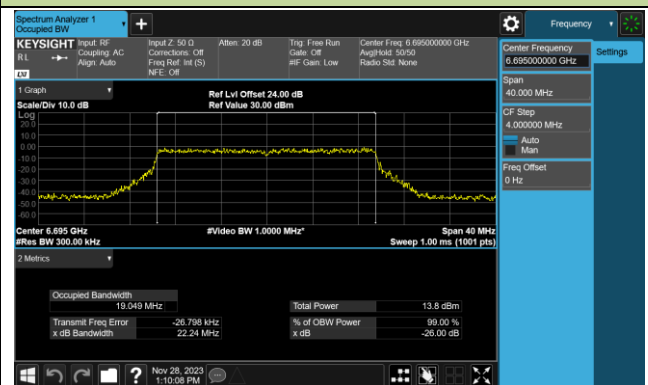 Spectrum Analyzer 1
Occupied BW
Frequency
KEYSIGHT
RL
LXI
Input: RF
Coupling: AC
Align: Auto
Input Z: 50 Ω
Corrections: Off
Freq Ref: Int (S)
NFE: Off
Atten: 20 dB
Trig: Free Run
Gate: Off
#IF Gain: Low
Center Freq: 6.695000000 GHz
Avg|Hold: 50/50
Radio Std: None
Center Frequency
6.695000000 GHz
Settings
Span
40.000 MHz
CF Step
4.000000 MHz
Auto
Man
Freq Offset
0 Hz
1 Graph
Scale/Div 10.0 dB
Ref Lvl Offset 24.00 dB
Ref Value 30.00 dBm
Log
20.0
10.0
0.00
-10.0
-20.0
-30.0
-40.0
-50.0
-60.0
Center 6.695 GHz
#Res BW 300.00 kHz
#Video BW 1.0000 MHz*
Span 40 MHz
Sweep 1.00 ms (1001 pts)
2 Metrics
Occupied Bandwidth
19.049 MHz
Total Power 13.8 dBm
Transmit Freq Error -26.798 kHz
% of OBW Power 99.00 %
x dB Bandwidth 22.24 MHz
x dB -26.00 dB
?
Nov 28, 2023
1:10:08 PM